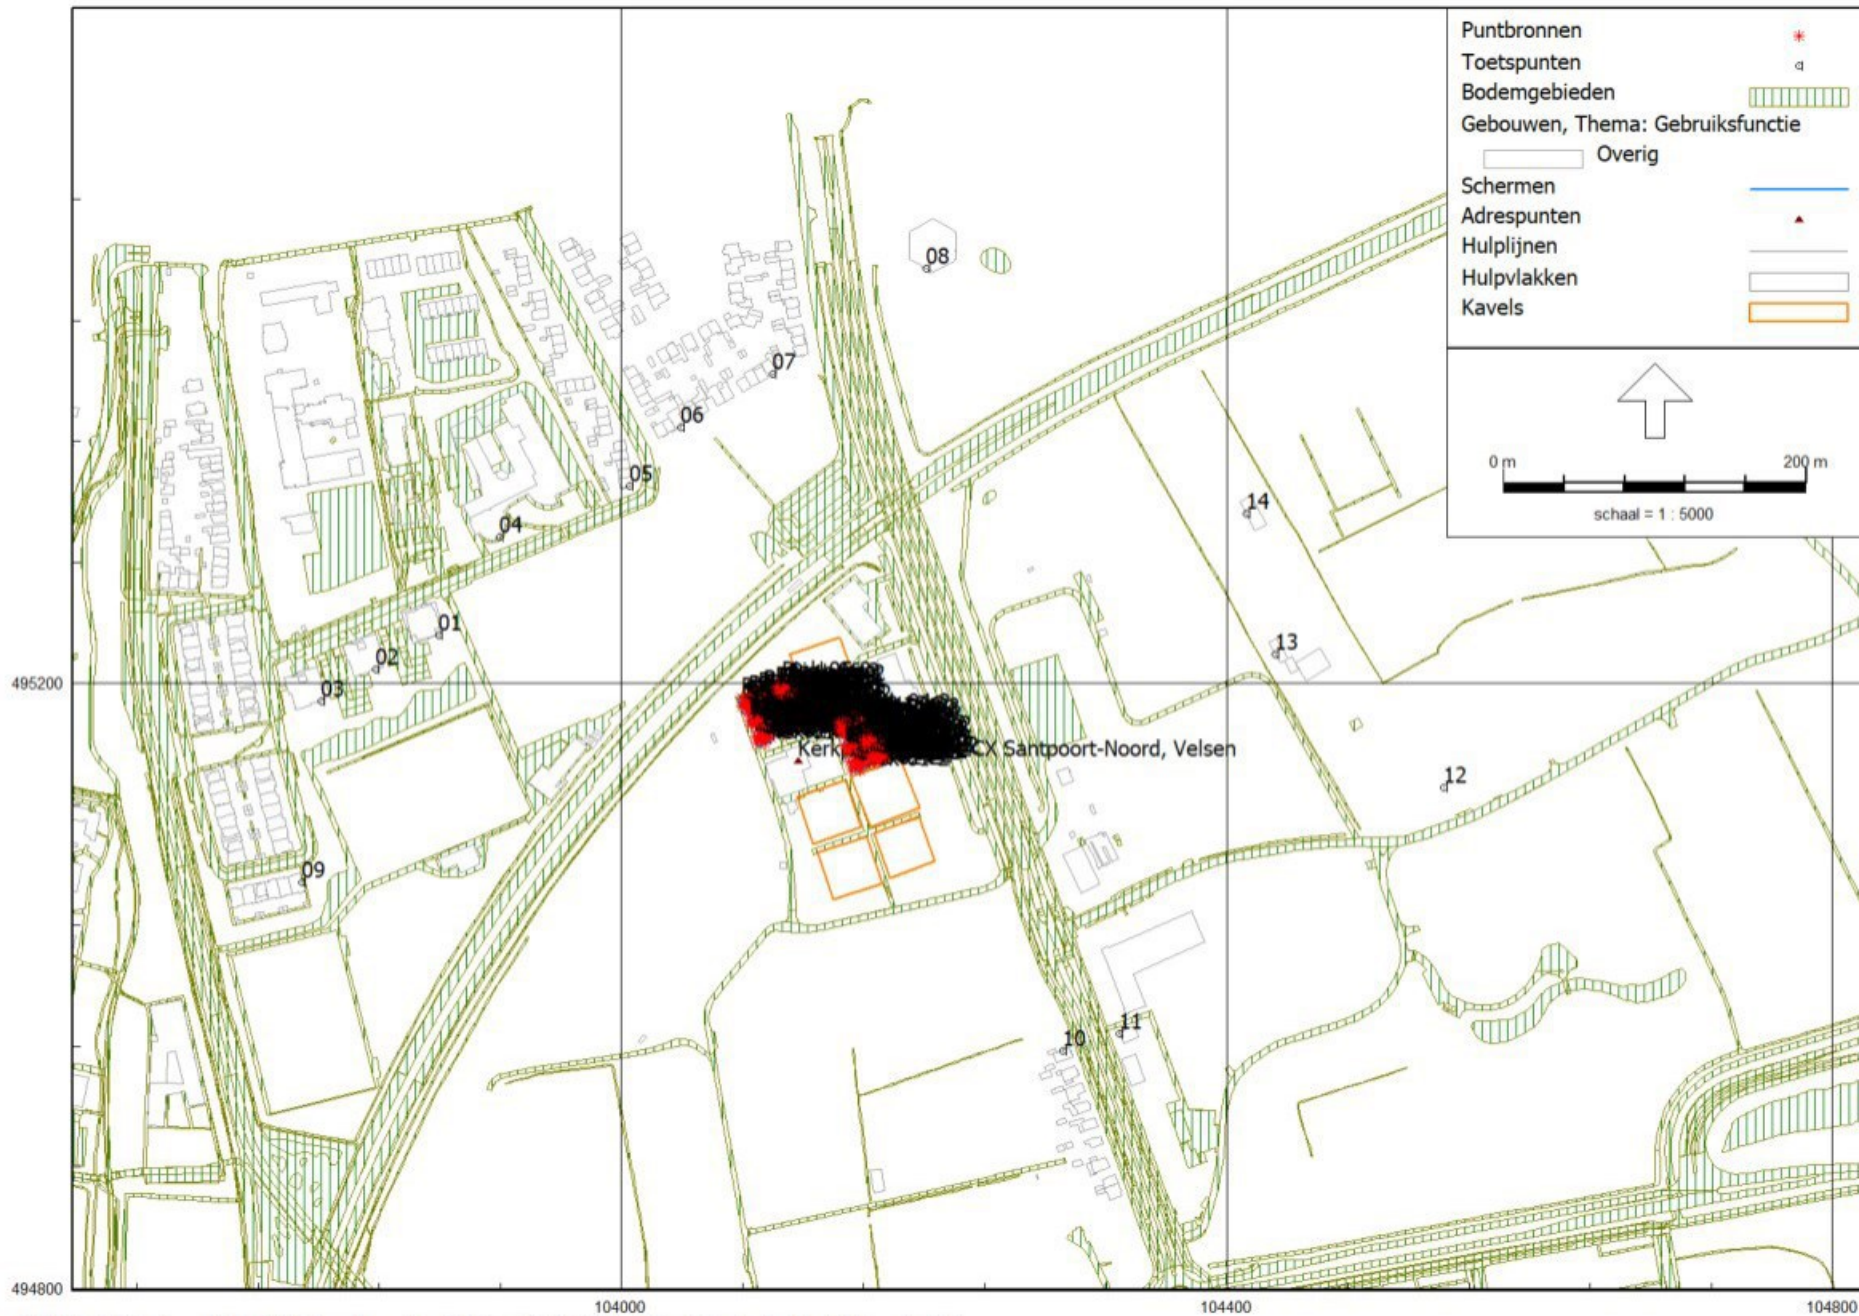 Puntbronnen
Toetspunten
Bodemgebieden
Gebouwen, Thema: Gebruiksfunctie
Overig
Schermen
Adrespunten
Hulplijnen
Hulpvlakken
Kavels
0 m 200 m
schaal = 1 : 5000
08
07
06
05
14
04
01
13
02
03
495200
CX Santpoort-Noord, Velsen
12
09
11
10
494800
104000 104400 104800